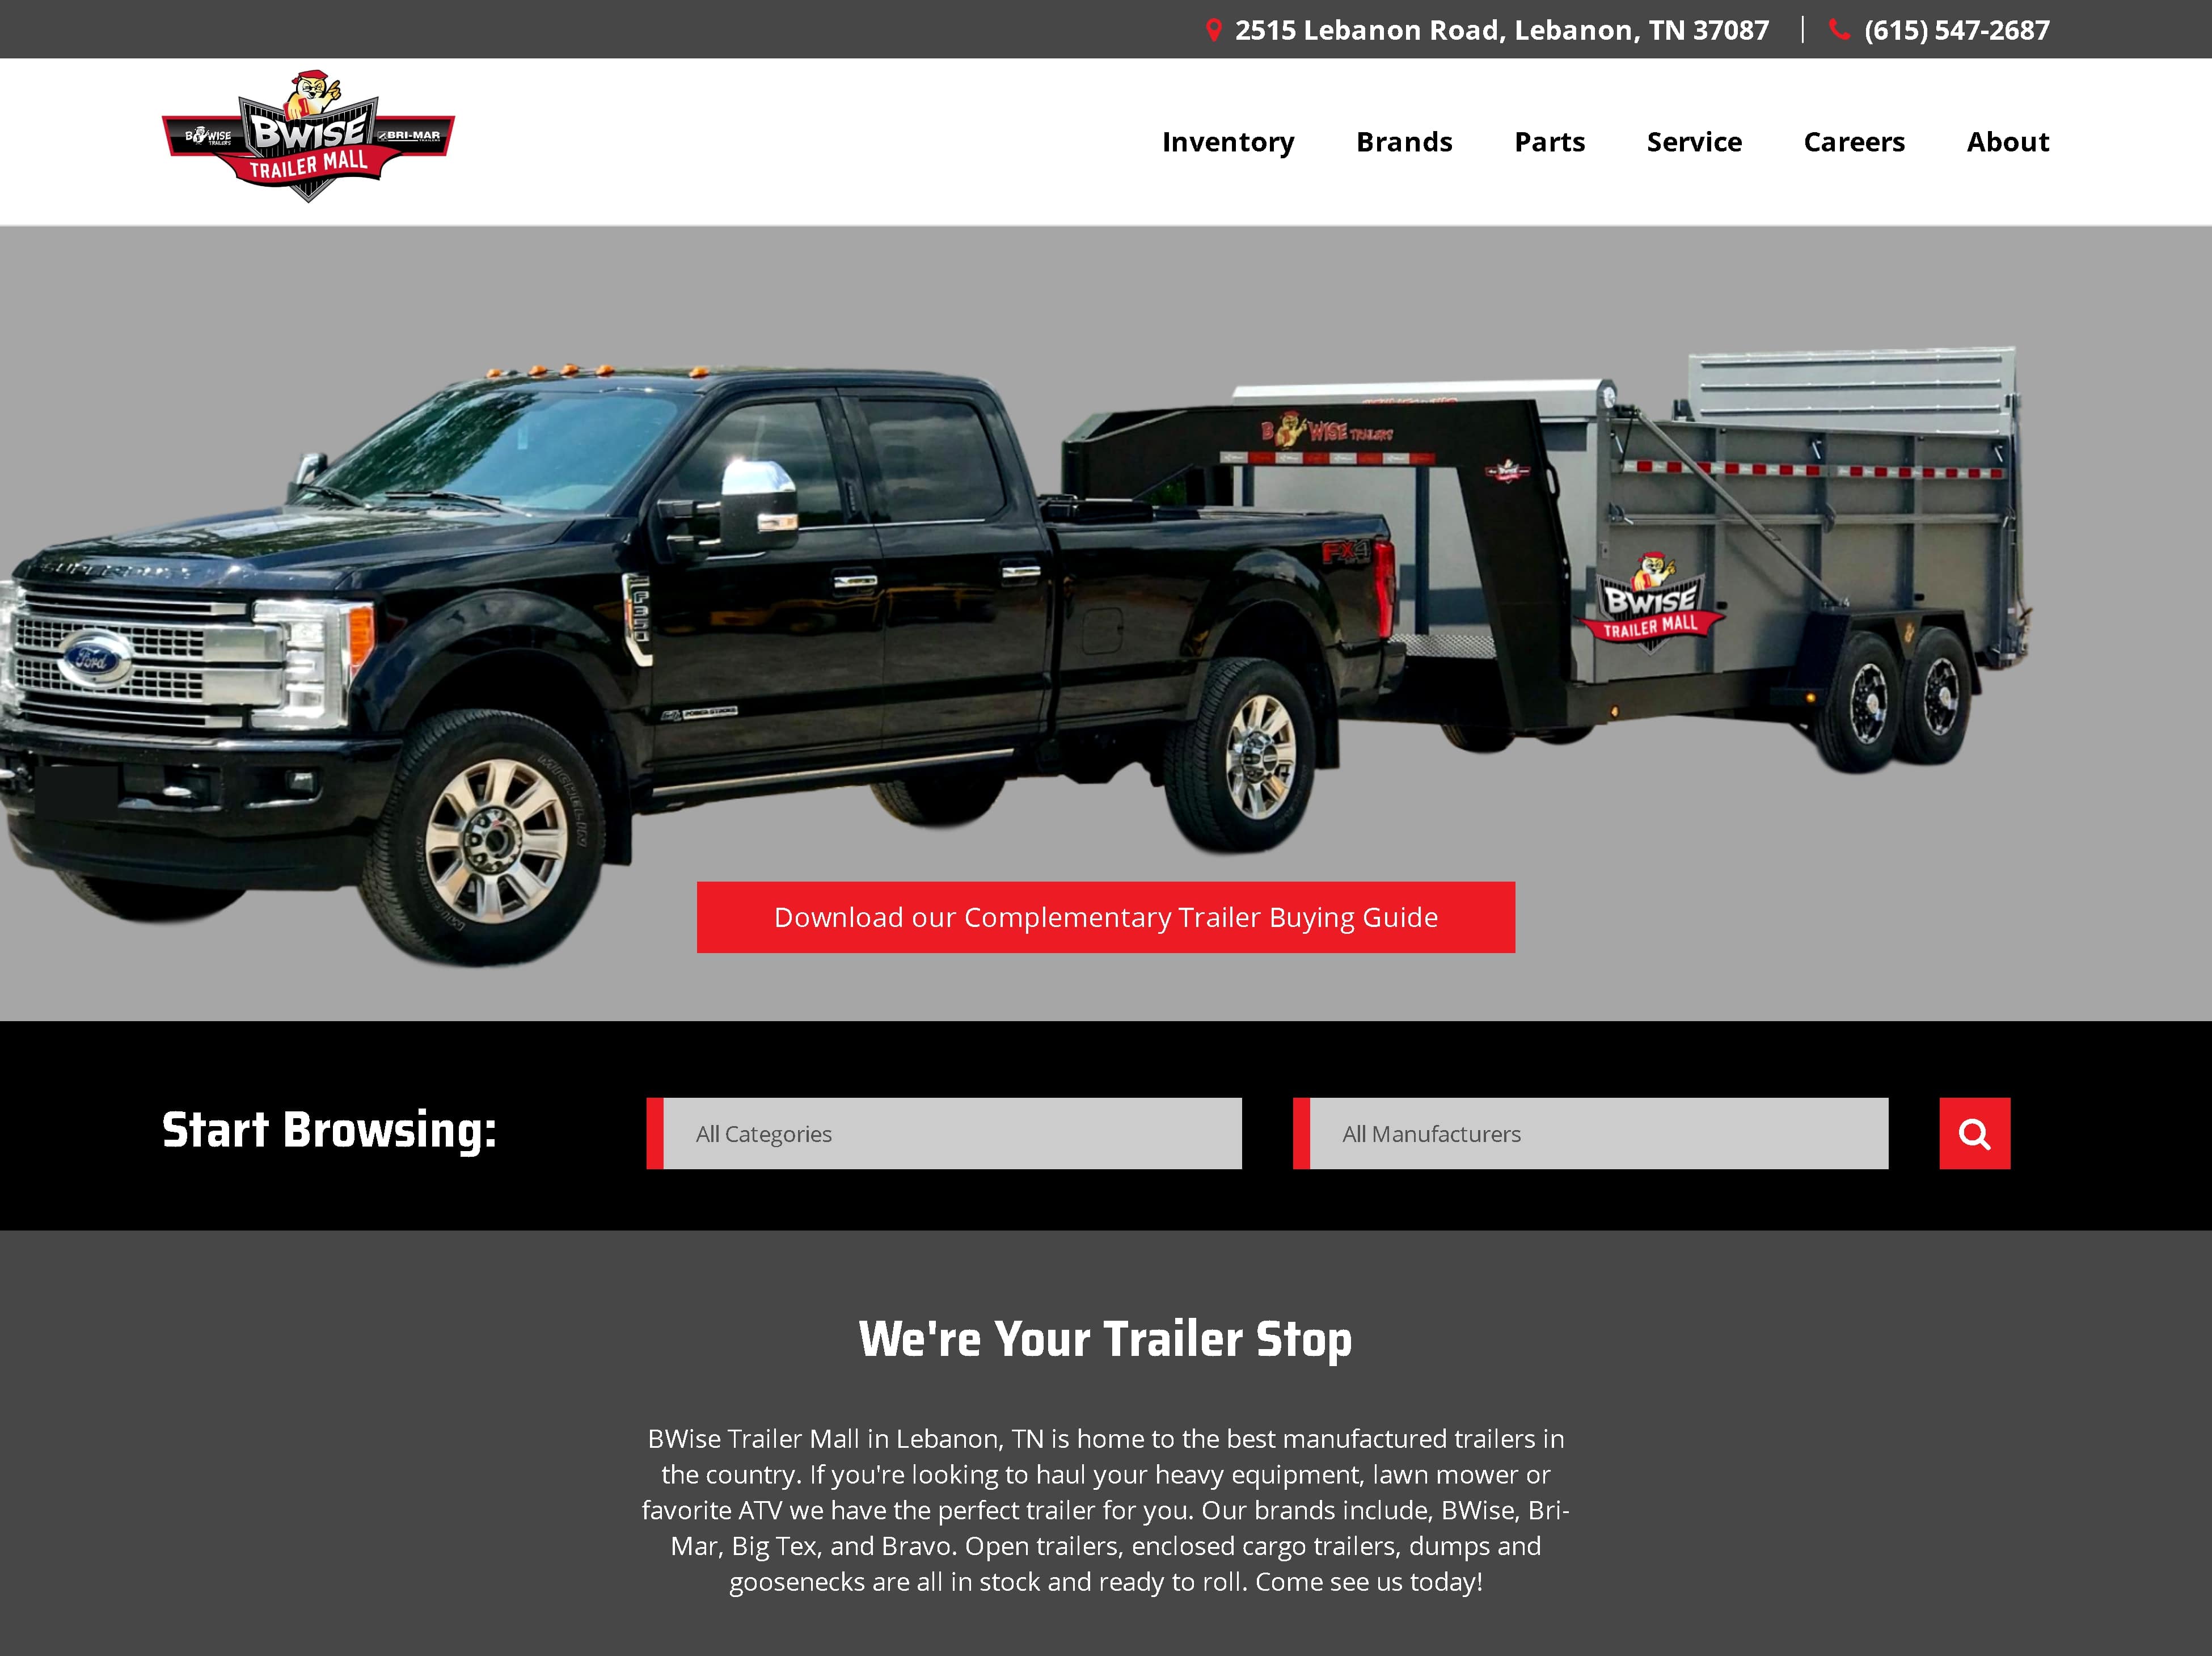 2515 Lebanon Road, Lebanon, TN 37087
(615) 547-2687
BWISE
TRAILERS
BWISE
BRI-MAR
TRAILER MALL
Inventory
Brands
Parts
Service
Careers
About
BWISE TRAILERS
FX4
F350
Ford
BWISE
TRAILER MALL
MICHELIN
Download our Complementary Trailer Buying Guide
Start Browsing:
All Categories
All Manufacturers
We're Your Trailer Stop
BWise Trailer Mall in Lebanon, TN is home to the best manufactured trailers in
the country. If you're looking to haul your heavy equipment, lawn mower or
favorite ATV we have the perfect trailer for you. Our brands include, BWise, Bri-
Mar, Big Tex, and Bravo. Open trailers, enclosed cargo trailers, dumps and
goosenecks are all in stock and ready to roll. Come see us today!